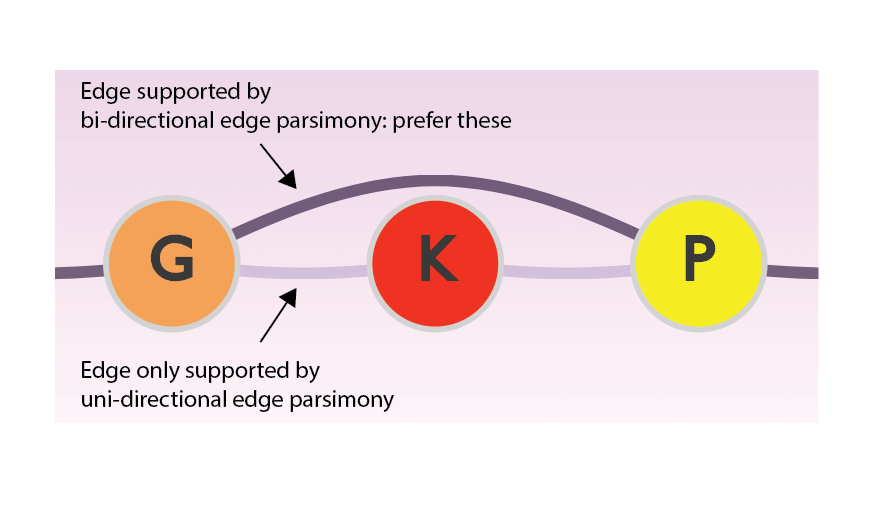 Edge supported by
bi-directional edge parsimony: prefer these
G K P
Edge only supported by
uni-directional edge parsimony